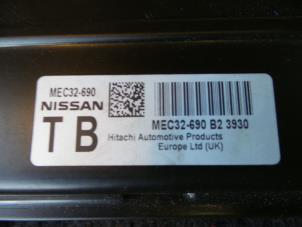 MEC32-690
NISSAN
TB
MEC32-690 B2 3930
Hitachi Automotive Products
Europe Ltd (UK)